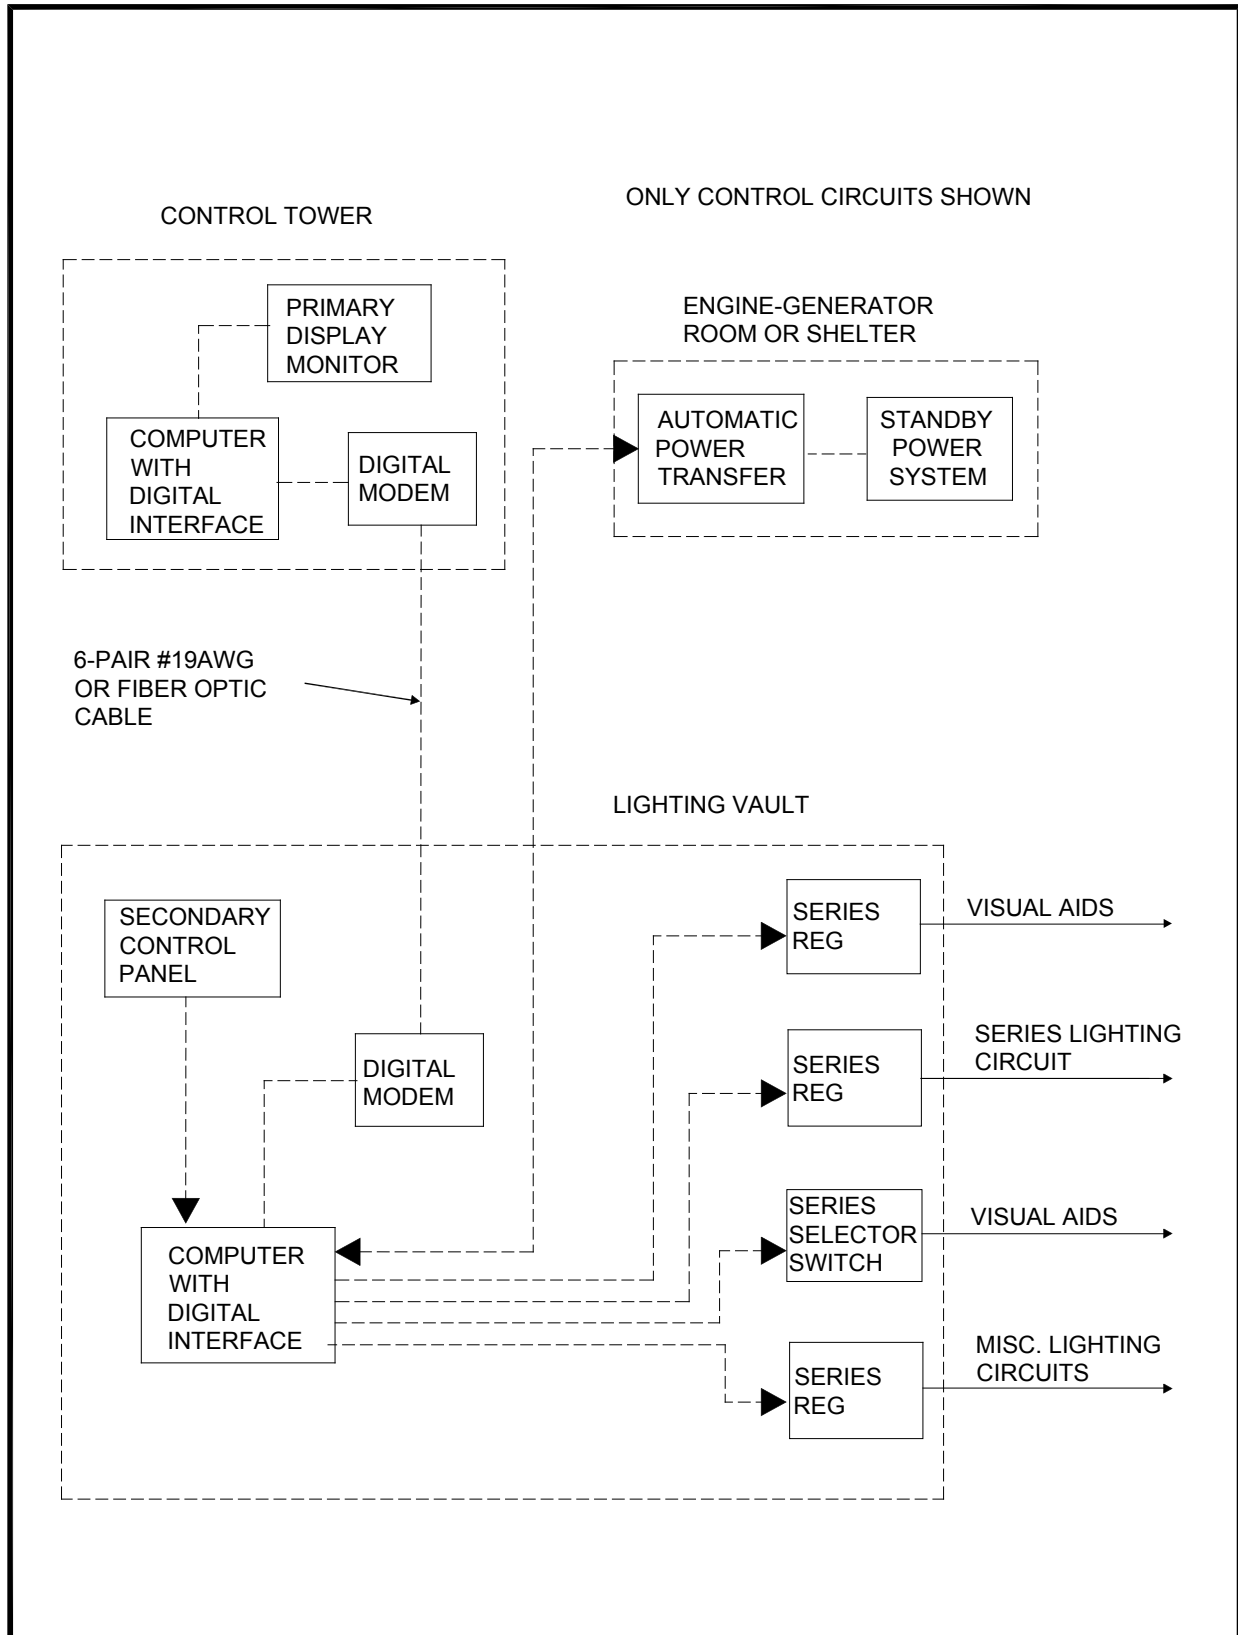 ONLY CONTROL CIRCUITS SHOWN
CONTROL TOWER
PRIMARY
DISPLAY
MONITOR
COMPUTER
WITH
DIGITAL
INTERFACE
DIGITAL
MODEM
ENGINE-GENERATOR
ROOM OR SHELTER
AUTOMATIC
POWER
TRANSFER
STANDBY
POWER
SYSTEM
6-PAIR #19AWG
OR FIBER OPTIC
CABLE
LIGHTING VAULT
SECONDARY
CONTROL
PANEL
DIGITAL
MODEM
COMPUTER
WITH
DIGITAL
INTERFACE
SERIES
REG
VISUAL AIDS
SERIES
REG
SERIES LIGHTING
CIRCUIT
SERIES
SELECTOR
SWITCH
VISUAL AIDS
SERIES
REG
MISC. LIGHTING
CIRCUITS